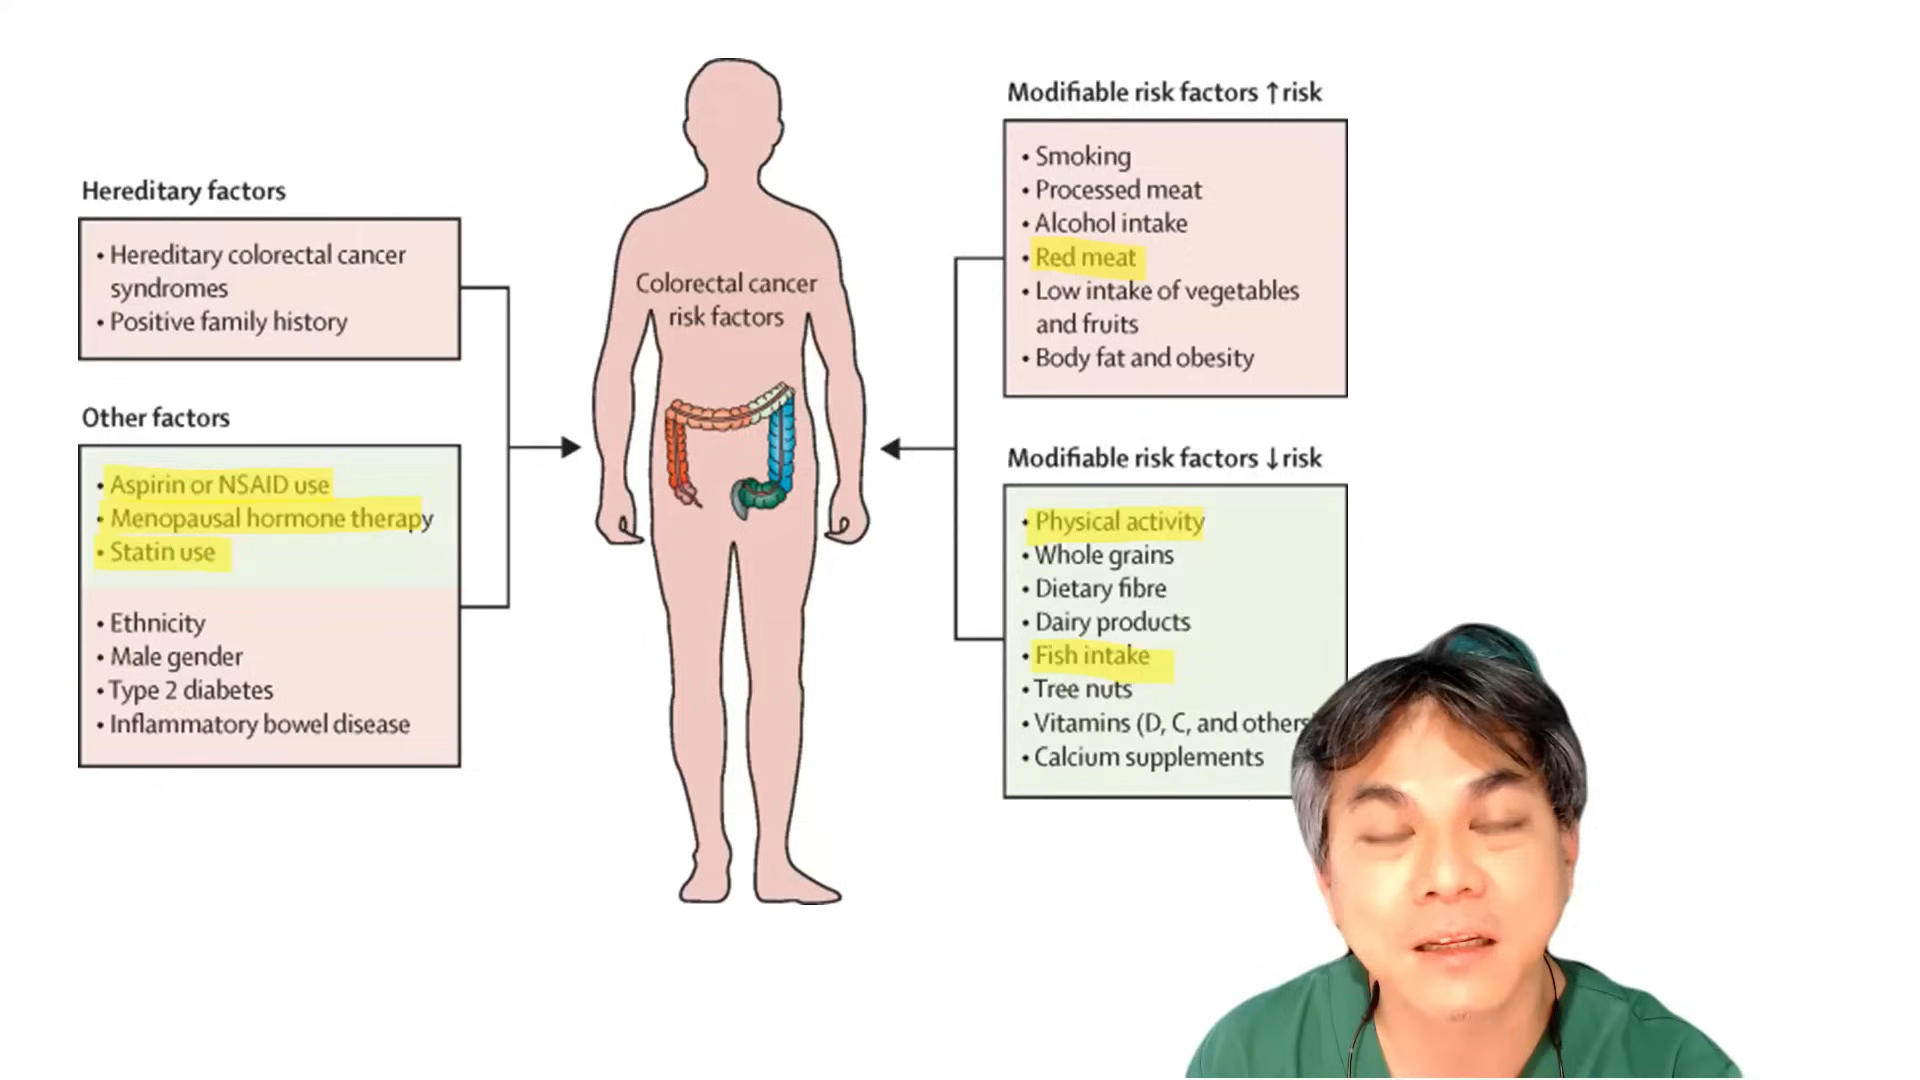 Hereditary factors
• Hereditary colorectal cancer
syndromes
• Positive family history
Other factors
• Aspirin or NSAID use
• Menopausal hormone therapy
• Statin use
• Ethnicity
• Male gender
• Type 2 diabetes
• Inflammatory bowel disease
Colorectal cancer
risk factors
Modifiable risk factors ↑risk
• Smoking
• Processed meat
• Alcohol intake
• Red meat
• Low intake of vegetables
and fruits
• Body fat and obesity
Modifiable risk factors ↓risk
• Physical activity
• Whole grains
• Dietary fibre
• Dairy products
• Fish intake
• Tree nuts
• Vitamins (D, C, and others)
• Calcium supplements